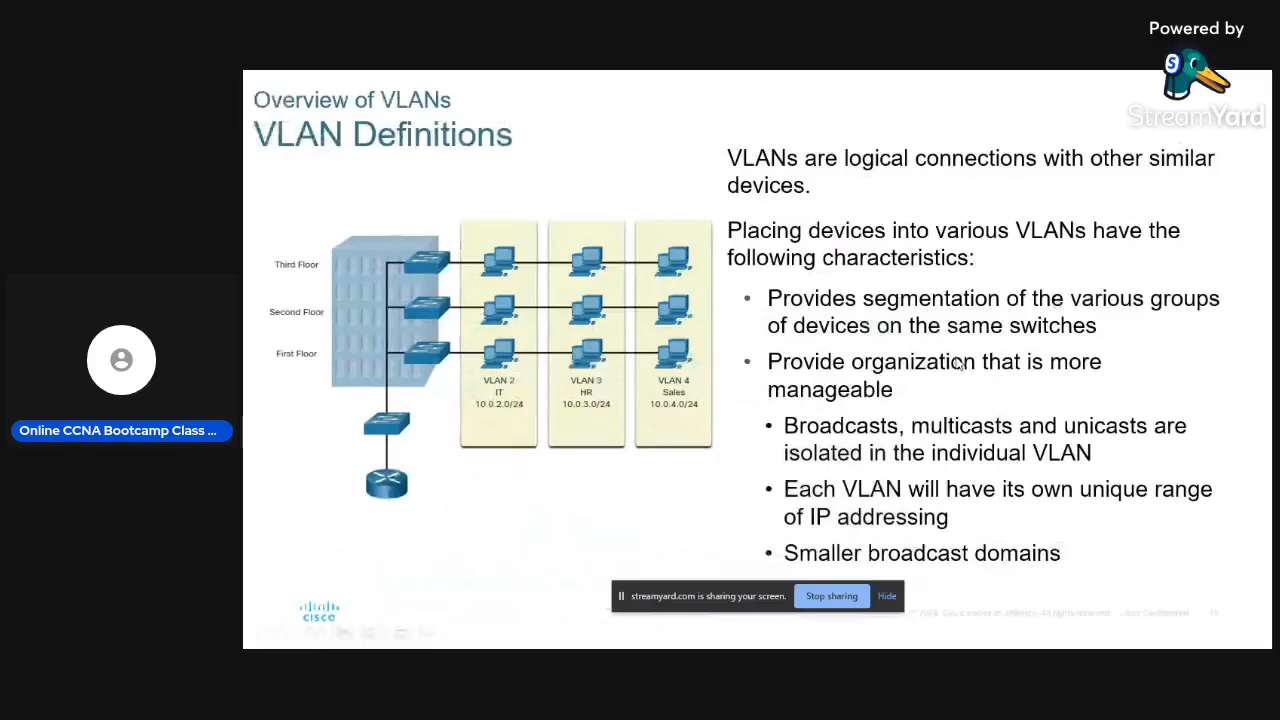 Powered by
StreamYard
Overview of VLANs
VLAN Definitions
VLANs are logical connections with other similar
devices.
Placing devices into various VLANs have the
following characteristics:
• Provides segmentation of the various groups
of devices on the same switches
• Provide organization that is more
manageable
• Broadcasts, multicasts and unicasts are
isolated in the individual VLAN
• Each VLAN will have its own unique range
of IP addressing
• Smaller broadcast domains
Third Floor
Second Floor
First Floor
VLAN 2
IT
10.0.2.0/24
VLAN 3
HR
10.0.3.0/24
VLAN 4
Sales
10.0.4.0/24
Online CCNA Bootcamp Class ...
streamyard.com is sharing your screen.
Stop sharing
Hide
CISCO
All rights reserved.